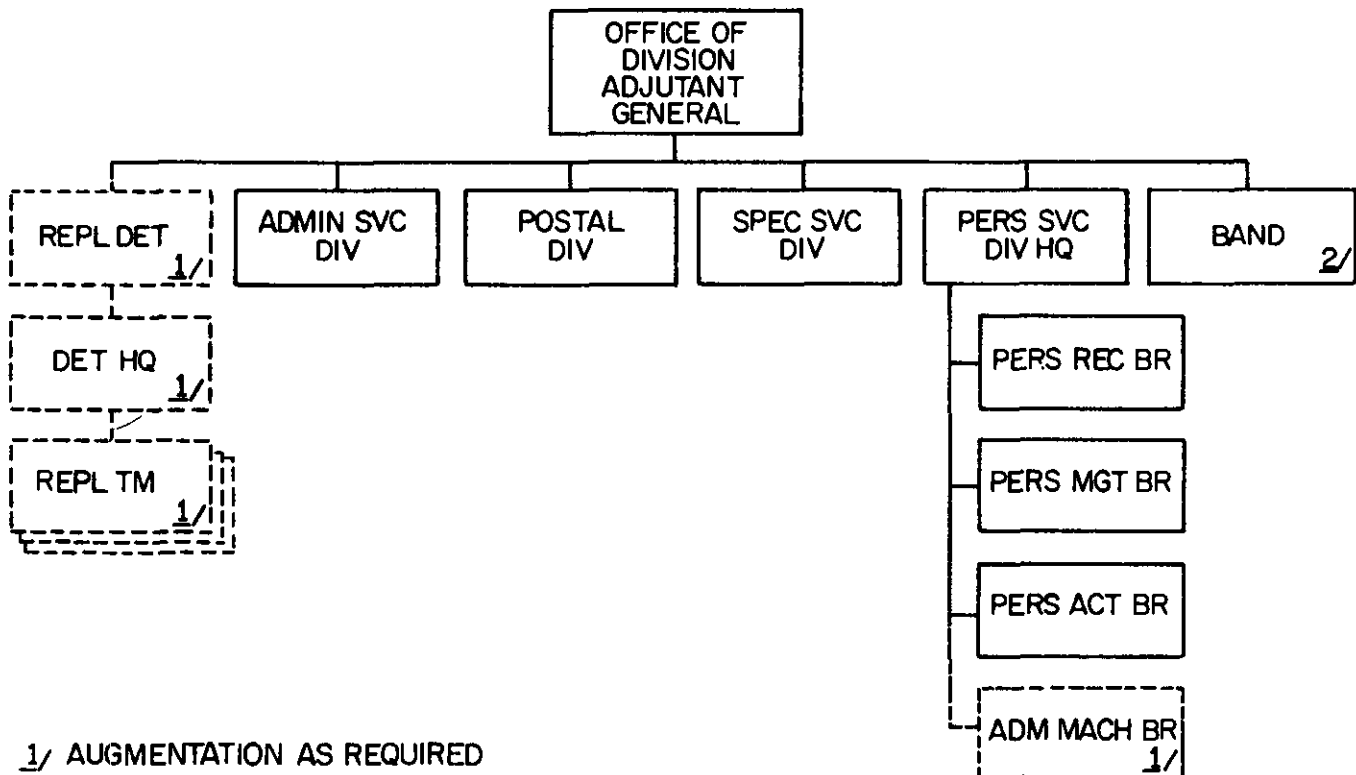 OFFICE OF
DIVISION
ADJUTANT
GENERAL
REPL DET
1/
ADMIN SVC
DIV
POSTAL
DIV
SPEC SVC
DIV
PERS SVC
DIV HQ
BAND
2/
DET HQ
1/
PERS REC BR
REPL TM
1/
PERS MGT BR
PERS ACT BR
ADM MACH BR
1/
1/ AUGMENTATION AS REQUIRED